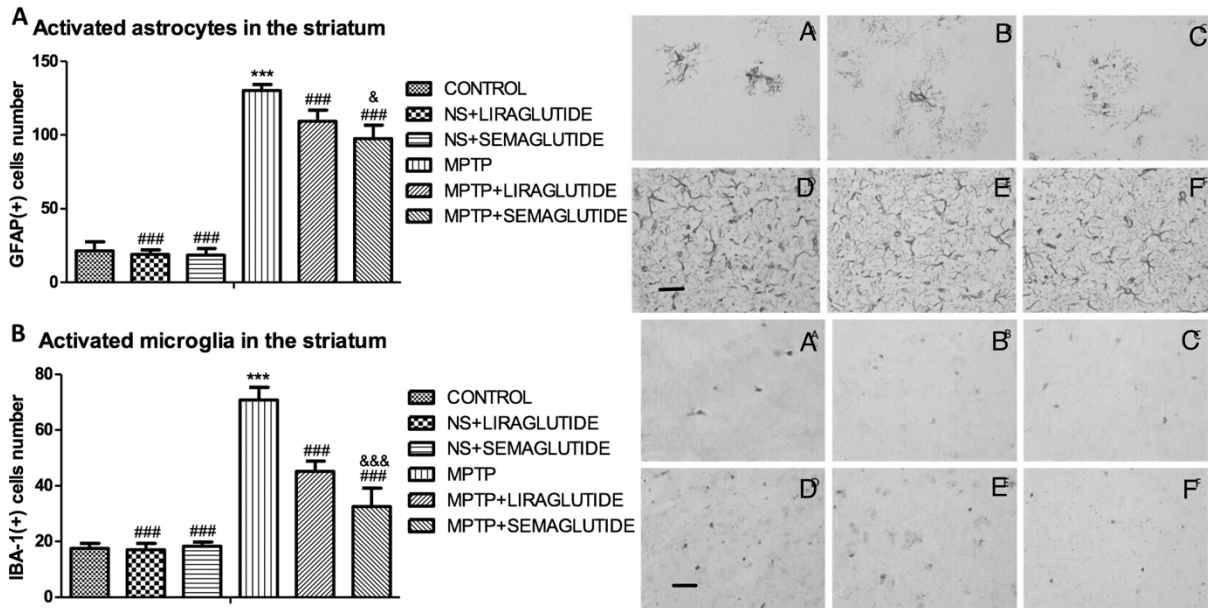 A Activated astrocytes in the striatum
GFAP(+) cells number
150
100
50
0
###
###
***
###
&
###
CONTROL
NS+LIRAGLUTIDE
NS+SEMAGLUTIDE
MPTP
MPTP+LIRAGLUTIDE
MPTP+SEMAGLUTIDE
A
B
C
D
E
F
B Activated microglia in the striatum
IBA-1(+) cells number
80
60
40
20
0
###
###
***
###
&&&
###
CONTROL
NS+LIRAGLUTIDE
NS+SEMAGLUTIDE
MPTP
MPTP+LIRAGLUTIDE
MPTP+SEMAGLUTIDE
A A
B B
C C
D D
E E
F F